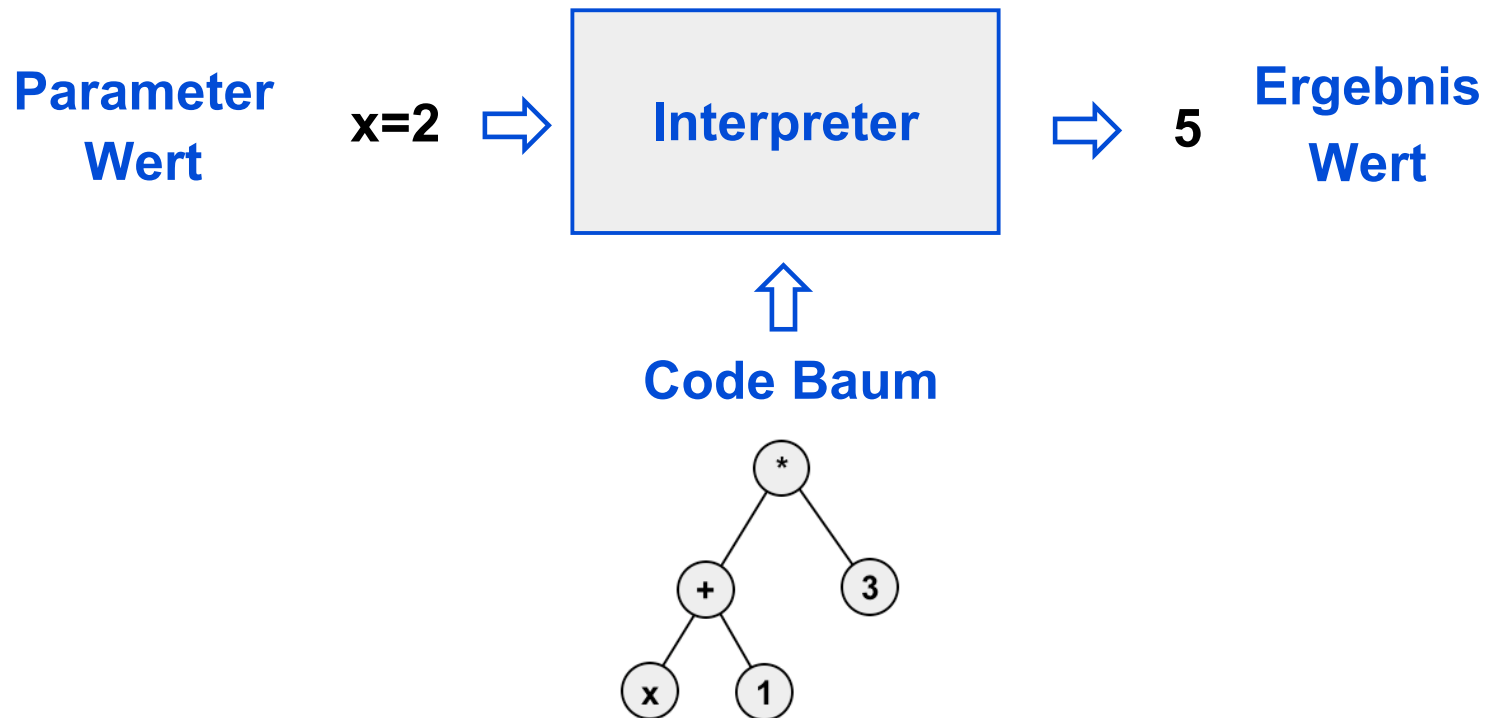 Parameter
Wert
x=2
Interpreter
5
Ergebnis
Wert
Code Baum
*
+
3
x
1